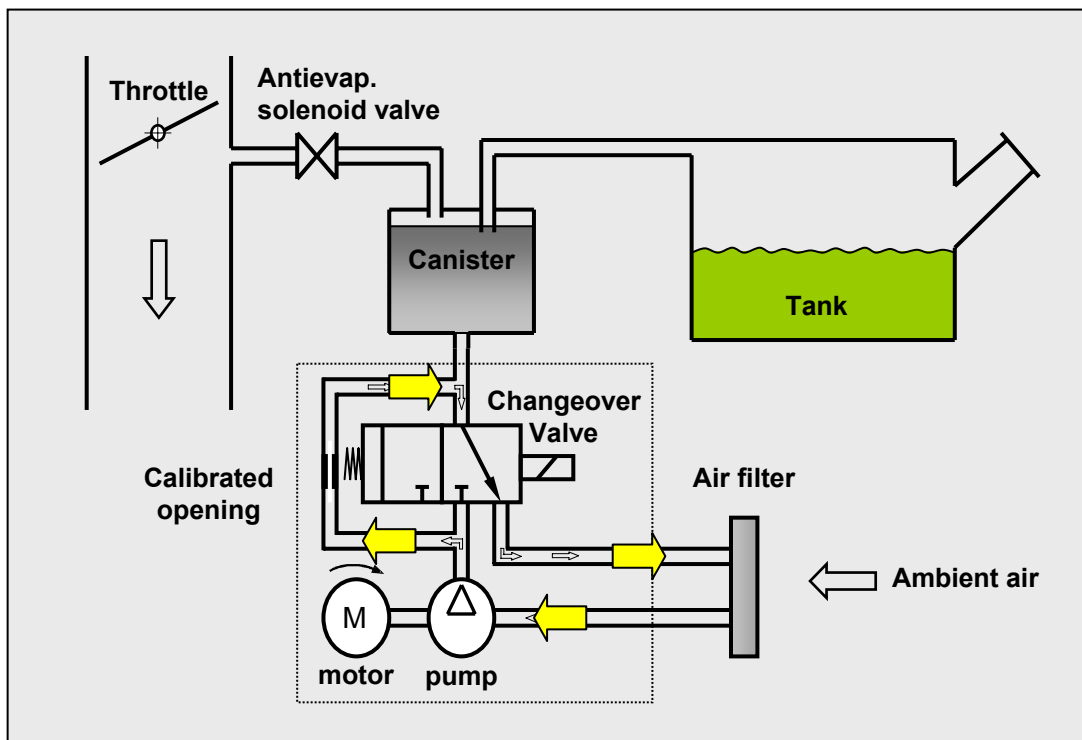 Throttle
Antievap.
solenoid valve
Canister
Tank
Changeover
Valve
Calibrated
opening
Air filter
Ambient air
M
motor
pump